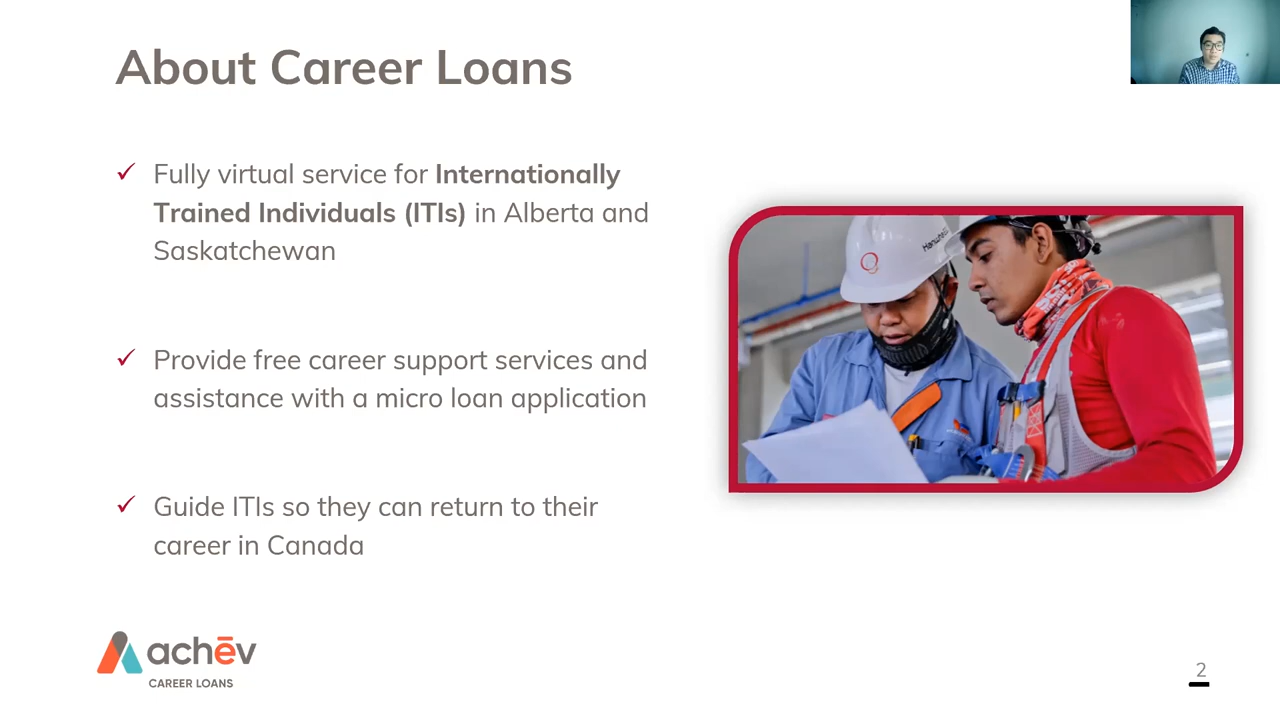 About Career Loans
✓ Fully virtual service for Internationally
Trained Individuals (ITIs) in Alberta and
Saskatchewan
✓ Provide free career support services and
assistance with a micro loan application
✓ Guide ITIs so they can return to their
career in Canada
achēv
CAREER LOANS
2